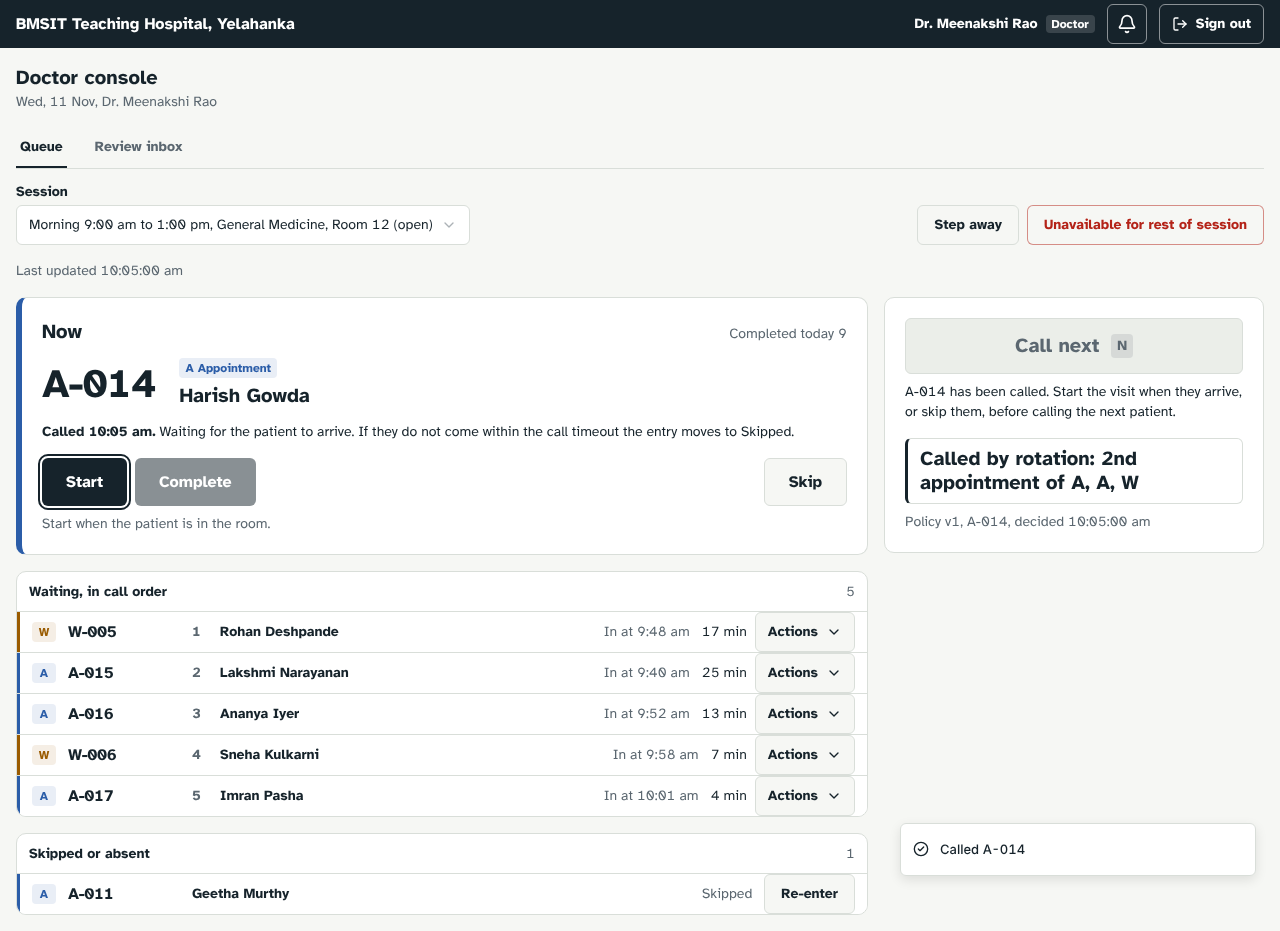 BMSIT Teaching Hospital, Yelahanka
Dr. Meenakshi Rao Doctor Sign out
Doctor console
Wed, 11 Nov, Dr. Meenakshi Rao
Queue Review inbox
Session
Morning 9:00 am to 1:00 pm, General Medicine, Room 12 (open)
Step away Unavailable for rest of session
Last updated 10:05:00 am
Now Completed today 9
A-014 A Appointment
Harish Gowda
Called 10:05 am. Waiting for the patient to arrive. If they do not come within the call timeout the entry moves to Skipped.
Start Complete Skip
Start when the patient is in the room.
Call next N
A-014 has been called. Start the visit when they arrive,
or skip them, before calling the next patient.
Called by rotation: 2nd
appointment of A, A, W
Policy v1, A-014, decided 10:05:00 am
Waiting, in call order 5
W W-005 1 Rohan Deshpande In at 9:48 am 17 min Actions
A A-015 2 Lakshmi Narayanan In at 9:40 am 25 min Actions
A A-016 3 Ananya Iyer In at 9:52 am 13 min Actions
W W-006 4 Sneha Kulkarni In at 9:58 am 7 min Actions
A A-017 5 Imran Pasha In at 10:01 am 4 min Actions
Skipped or absent 1
A A-011 Geetha Murthy Skipped Re-enter
Called A-014